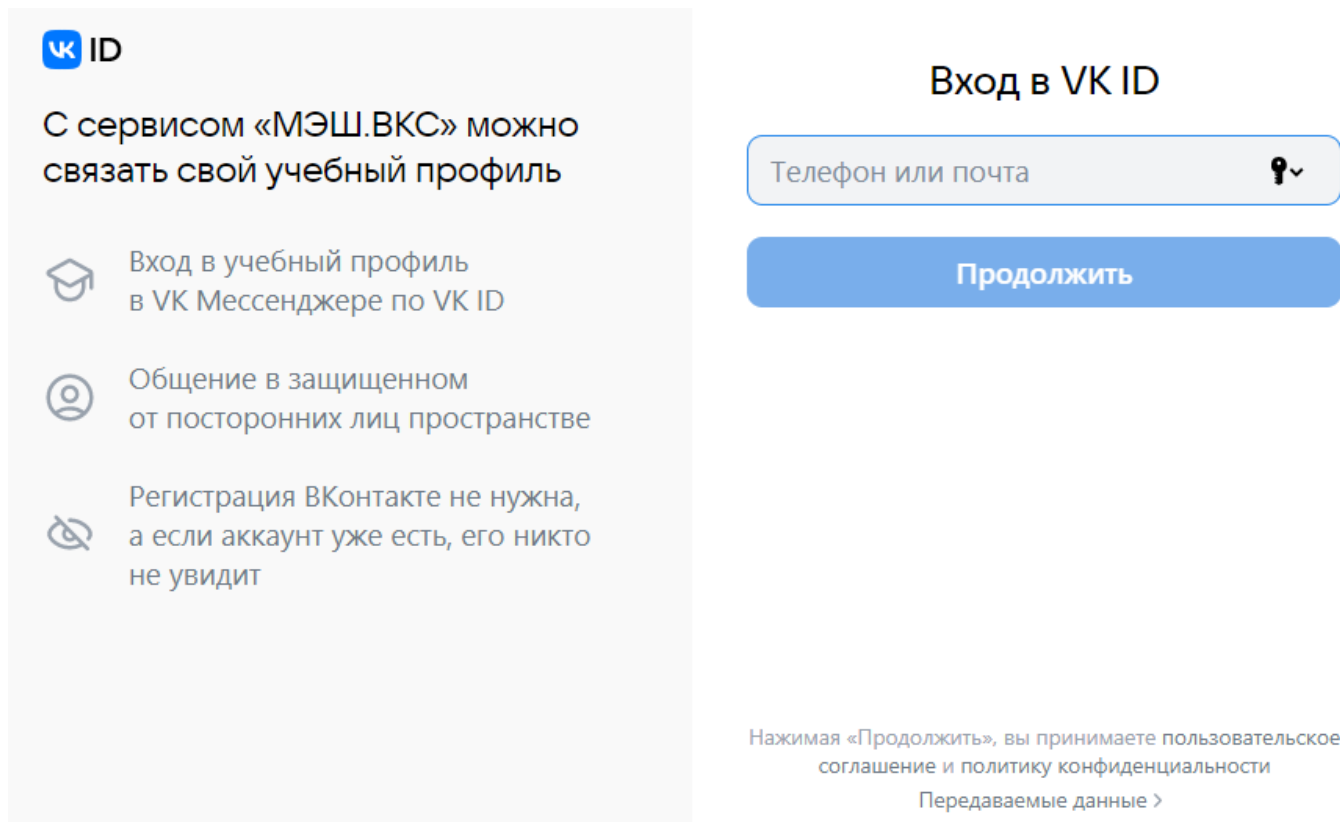 VK ID
С сервисом «МЭШ.ВКС» можно
связать свой учебный профиль
Вход в учебный профиль
в VK Мессенджере по VK ID
Общение в защищенном
от посторонних лиц пространстве
Регистрация ВКонтакте не нужна,
а если аккаунт уже есть, его никто
не увидит
Вход в VK ID
Телефон или почта
Продолжить
Нажимая «Продолжить», вы принимаете пользовательское
соглашение и политику конфиденциальности
Передаваемые данные >